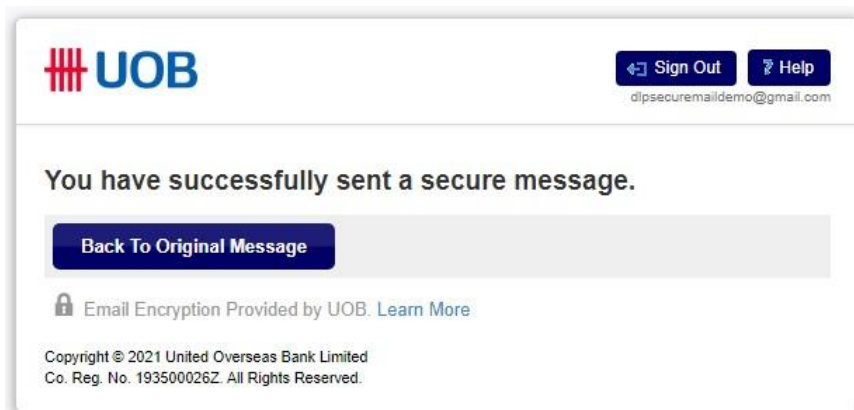 UOB
Sign Out
Help
dlpsecuremaildemo@gmail.com
You have successfully sent a secure message.
Back To Original Message
Email Encryption Provided by UOB. Learn More
Copyright © 2021 United Overseas Bank Limited
Co. Reg. No. 193500026Z. All Rights Reserved.